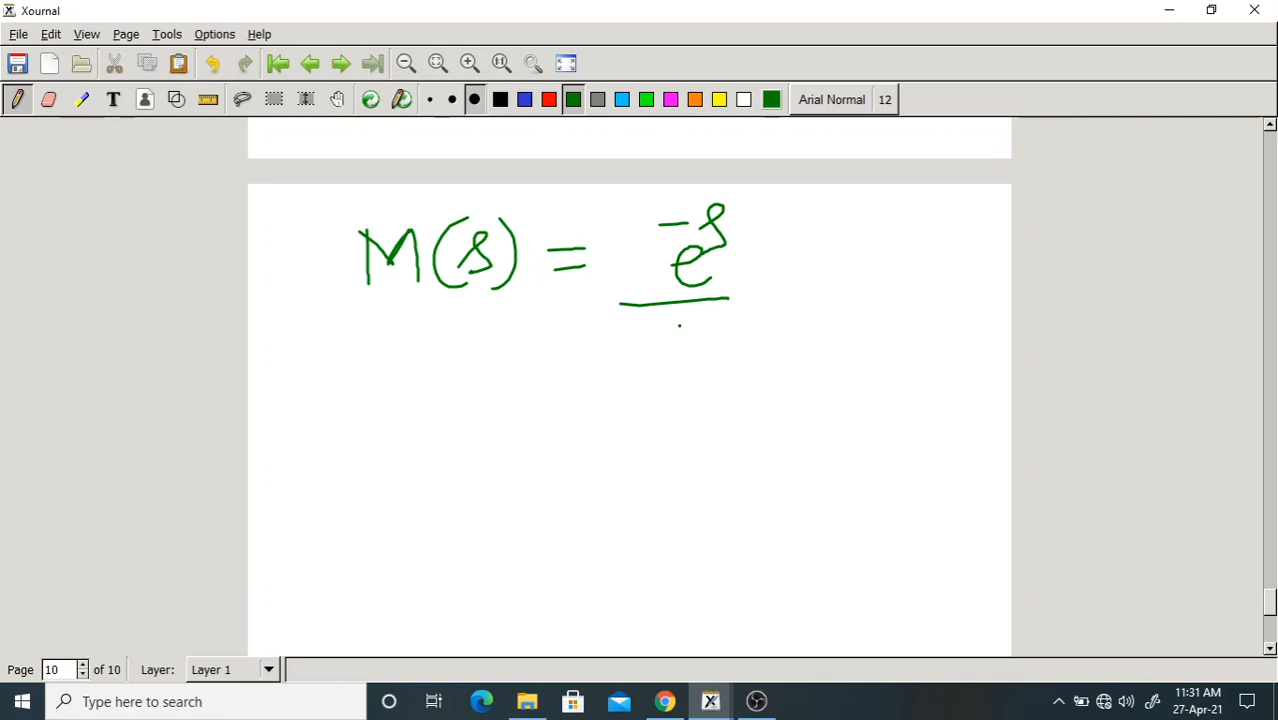 Xournal
File Edit View Page Tools Options Help
T Arial Normal 12
M(s) = e^{-s}
Page 10 of 10 Layer: Layer 1
Type here to search
11:31 AM
27-Apr-21